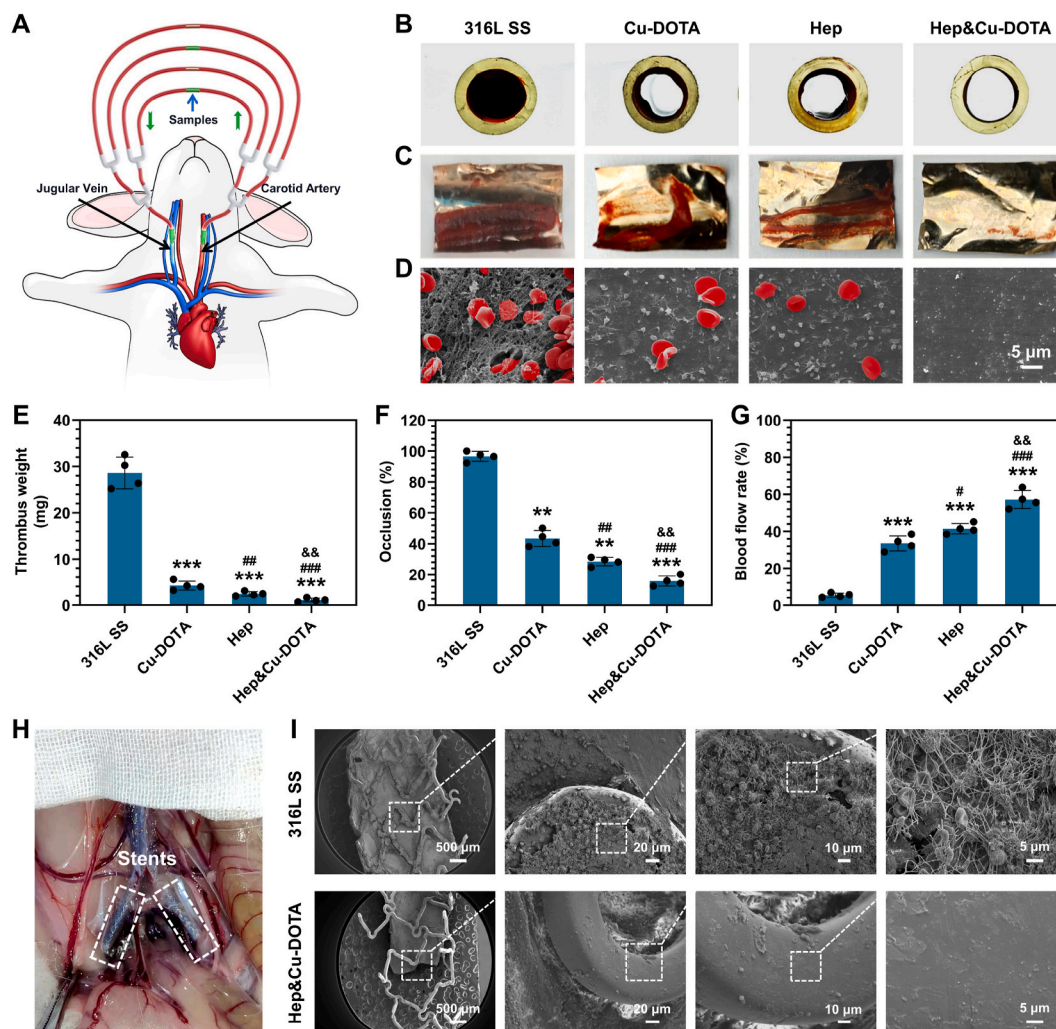 A
Samples
Jugular Vein
Carotid Artery
B
316L SS
Cu-DOTA
Hep
Hep&Cu-DOTA
C
D
5 μm
E
Thrombus weight
(mg)
40
30
20
10
0
***
##
***
&&
###
***
316L SS
Cu-DOTA
Hep
Hep&Cu-DOTA
F
Occlusion (%)
120
100
80
60
40
20
0
**
##
**
&&
###
***
316L SS
Cu-DOTA
Hep
Hep&Cu-DOTA
G
Blood flow rate (%)
100
80
60
40
20
0
***
#
***
&&
###
***
316L SS
Cu-DOTA
Hep
Hep&Cu-DOTA
H
Stents
I
316L SS
500 μm
20 μm
10 μm
5 μm
Hep&Cu-DOTA
500 μm
20 μm
10 μm
5 μm